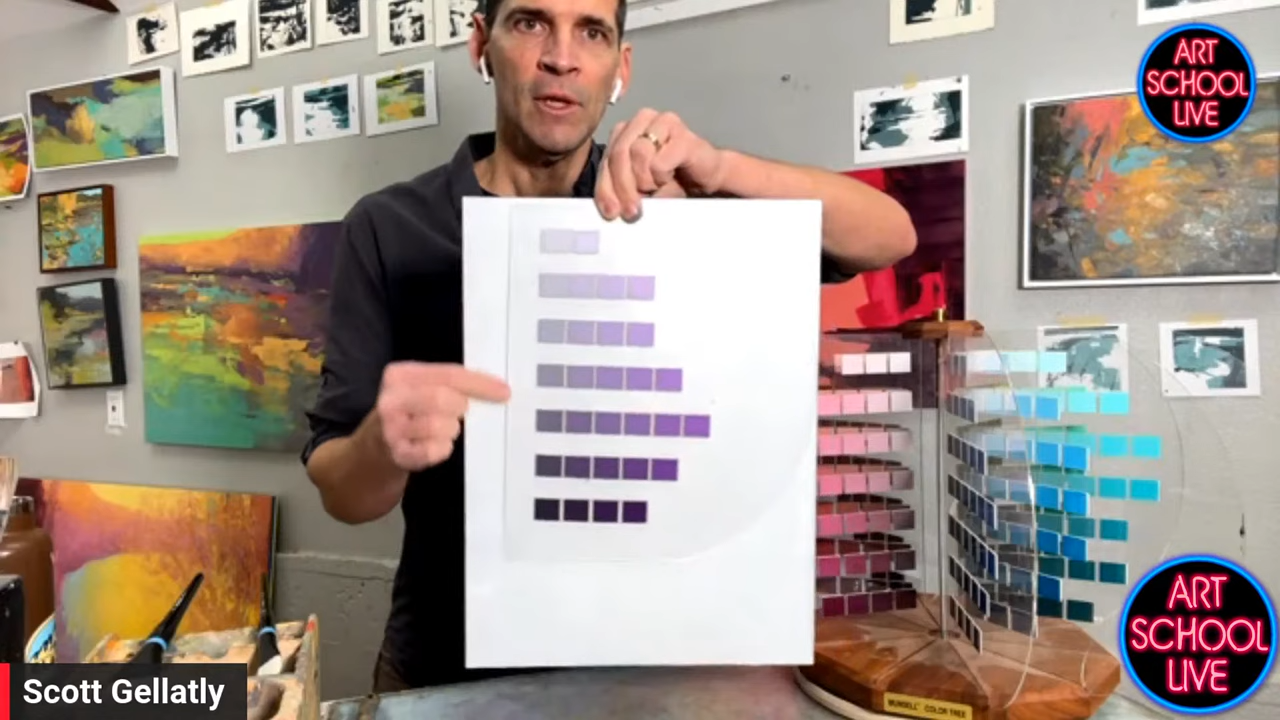 ART
SCHOOL
LIVE
MUNSELL COLOR TREE
ART
SCHOOL
LIVE
Scott Gellatly